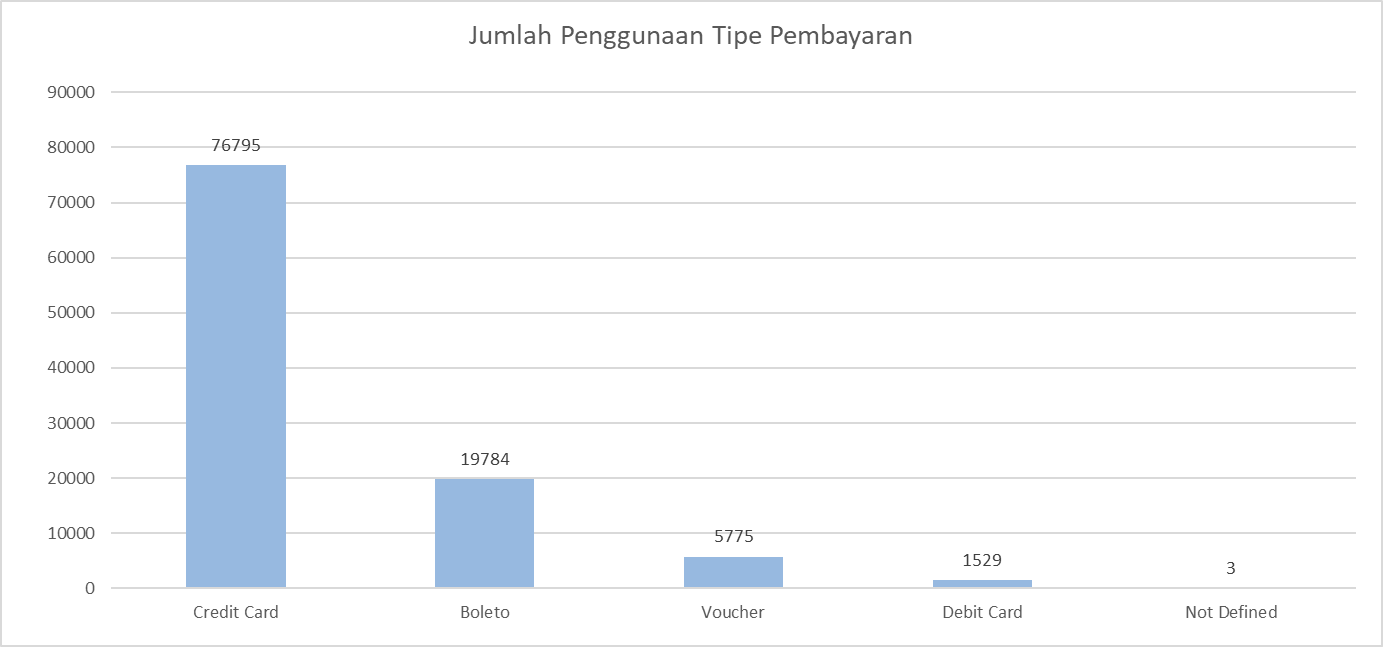 Jumlah Penggunaan Tipe Pembayaran
90000
80000
70000
60000
50000
40000
30000
20000
10000
0
76795
19784
5775
1529
3
Credit Card
Boleto
Voucher
Debit Card
Not Defined